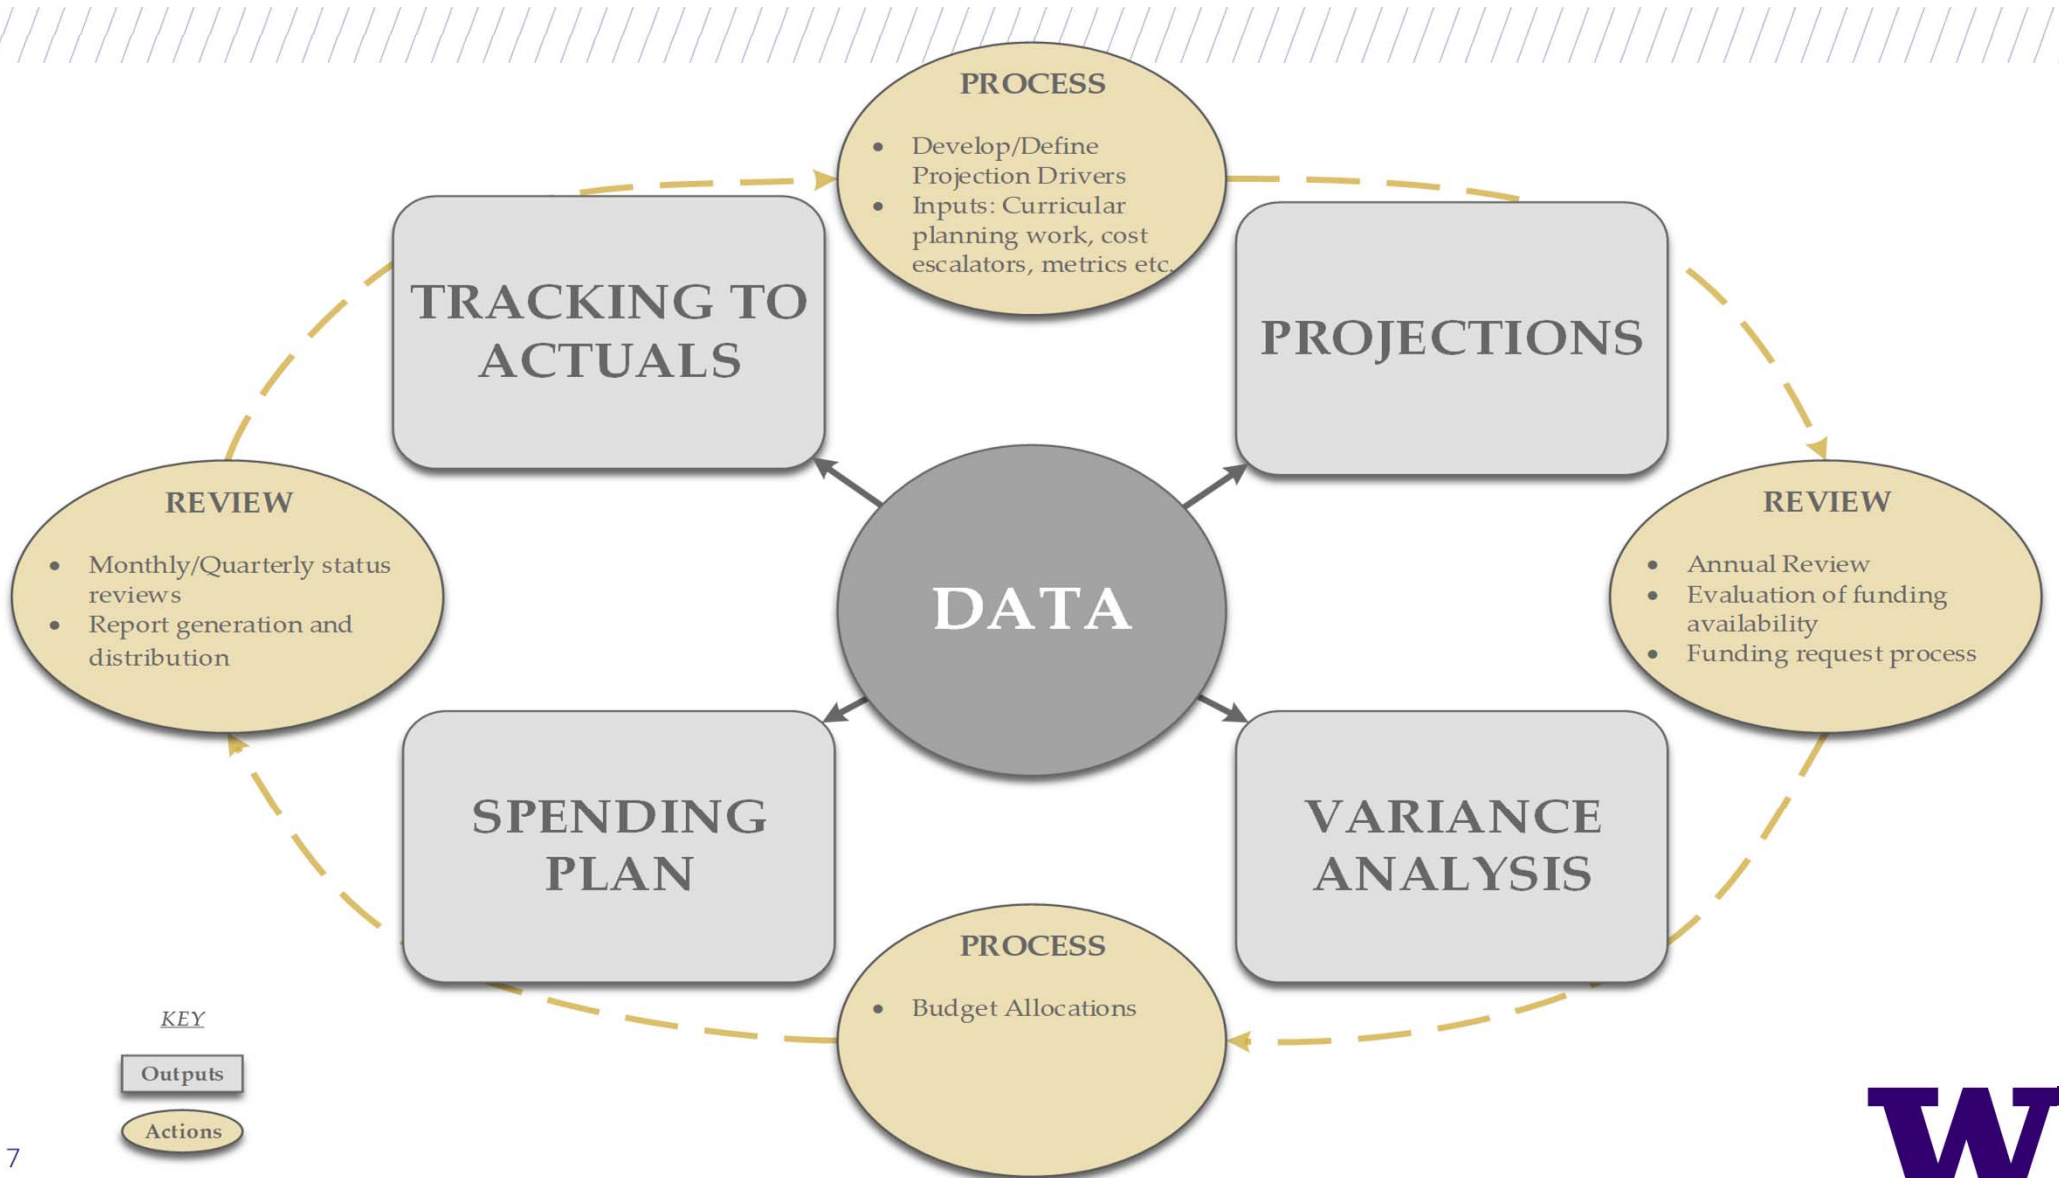 PROCESS
• Develop/Define
Projection Drivers
• Inputs: Curricular
planning work, cost
escalators, metrics etc.
TRACKING TO
ACTUALS
PROJECTIONS
REVIEW
• Monthly/Quarterly status
reviews
• Report generation and
distribution
DATA
REVIEW
• Annual Review
• Evaluation of funding
availability
• Funding request process
SPENDING
PLAN
VARIANCE
ANALYSIS
PROCESS
• Budget Allocations
KEY
Outputs
Actions
7
W